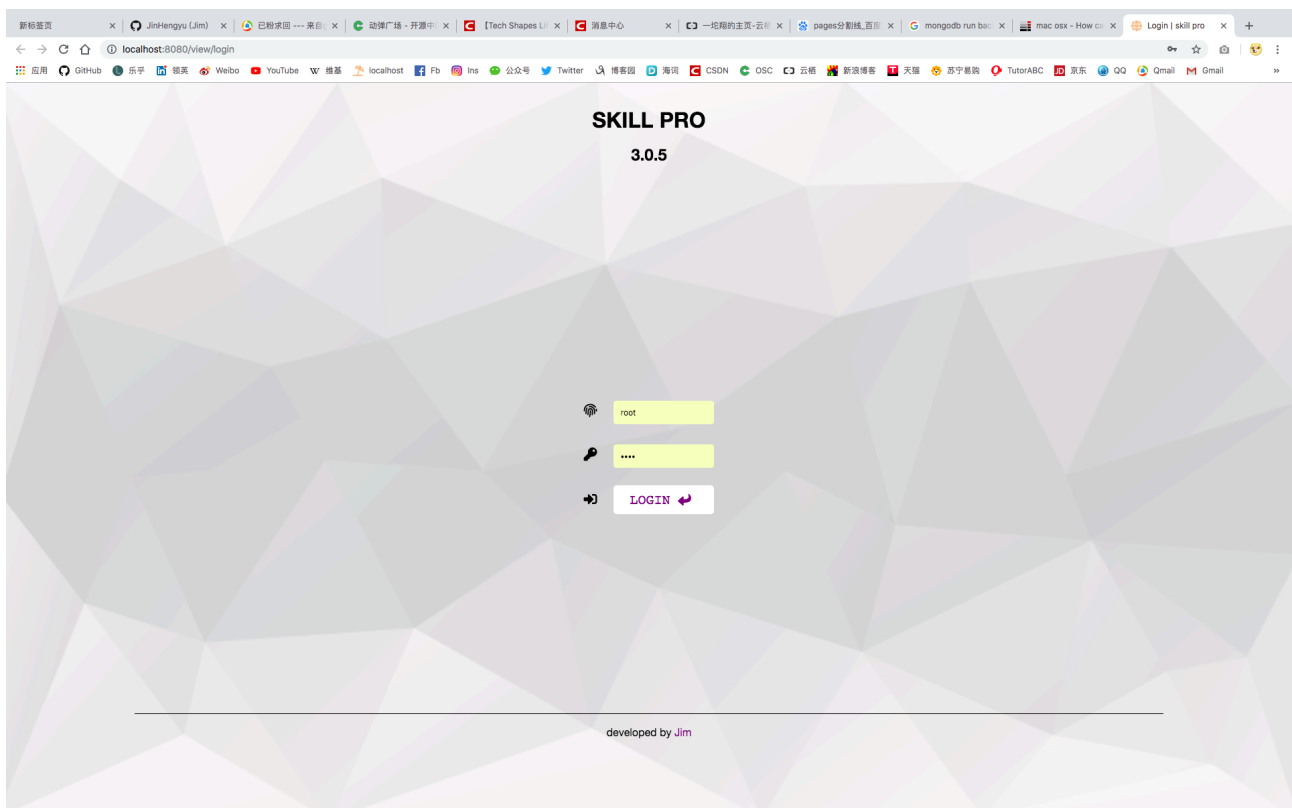 新标签页 JinHengyu (Jim) 已粉求回 --- 来自 动弹广场 - 开源中 【Tech Shapes Li 消息中心 一坨翔的主页-云栖 pages分割线_百度 mongodb run bac mac osx - How ca Login | skill pro
localhost:8080/view/login
应用 GitHub 乐乎 领英 Weibo YouTube 维基 localhost Fb Ins 公众号 Twitter 博客园 海词 CSDN OSC 云栖 新浪博客 天猫 苏宁易购 TutorABC 京东 QQ Qmail Gmail
SKILL PRO
3.0.5
root
••••
LOGIN
developed by Jim